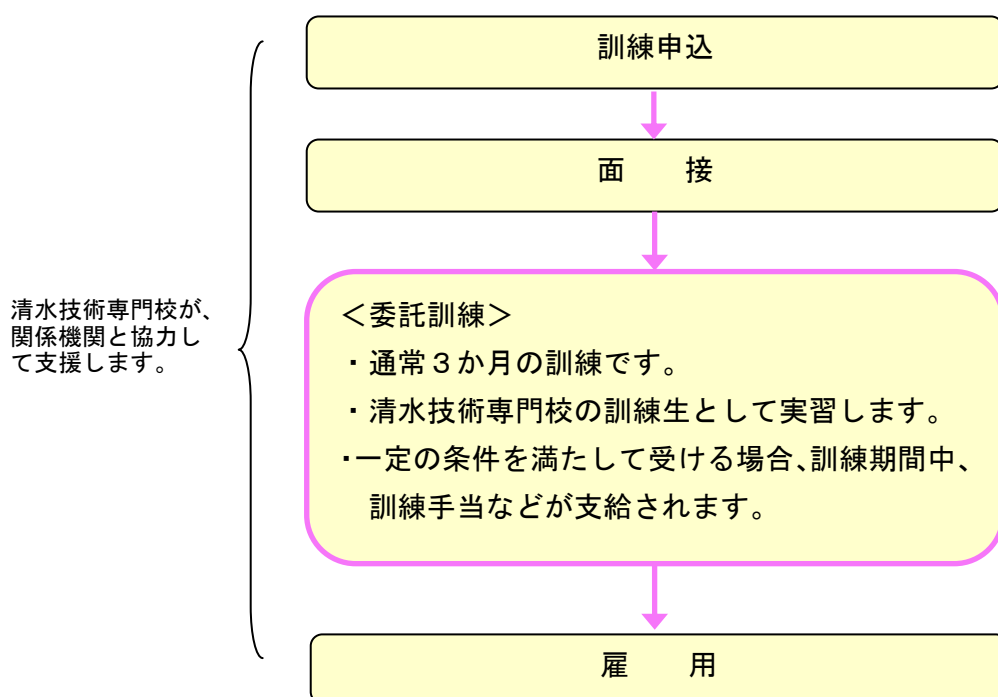 訓練申込
面　　接
清水技術専門校が、
関係機関と協力し
て支援します。
＜委託訓練＞
・通常３か月の訓練です。
・清水技術専門校の訓練生として実習します。
・一定の条件を満たして受ける場合、訓練期間中、
訓練手当などが支給されます。
雇　　用